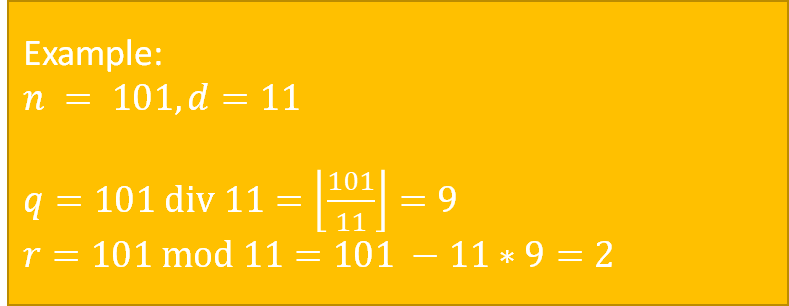 Example:
n = 101, d = 11
q = 101 div 11 = ⌊101/11⌋ = 9
r = 101 mod 11 = 101 − 11 ∗ 9 = 2